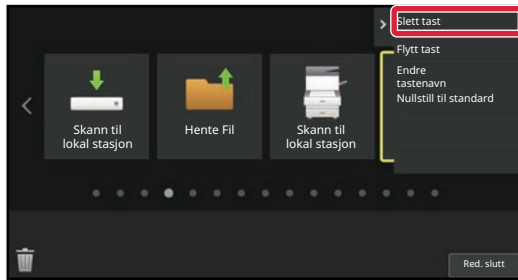 Slett tast
Flytt tast
Endre
tastenavn
Nullstill til standard
Skann til
lokal stasjon
Hente Fil
Skann til
lokal stasjon
Red. slutt